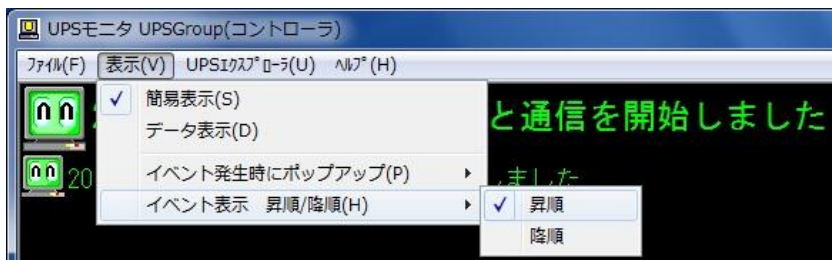 UPSモニタ UPSGroup(コントローラ)
ﾌｧｲﾙ(F) 表示(V) UPSｴｸｽﾌﾟﾛｰﾗ(U) ﾍﾙﾌﾟ(H)
簡易表示(S)
と通信を開始しました
データ表示(D)
イベント発生時にポップアップ(P)
20
しました
イベント表示 昇順/降順(H)
昇順
降順